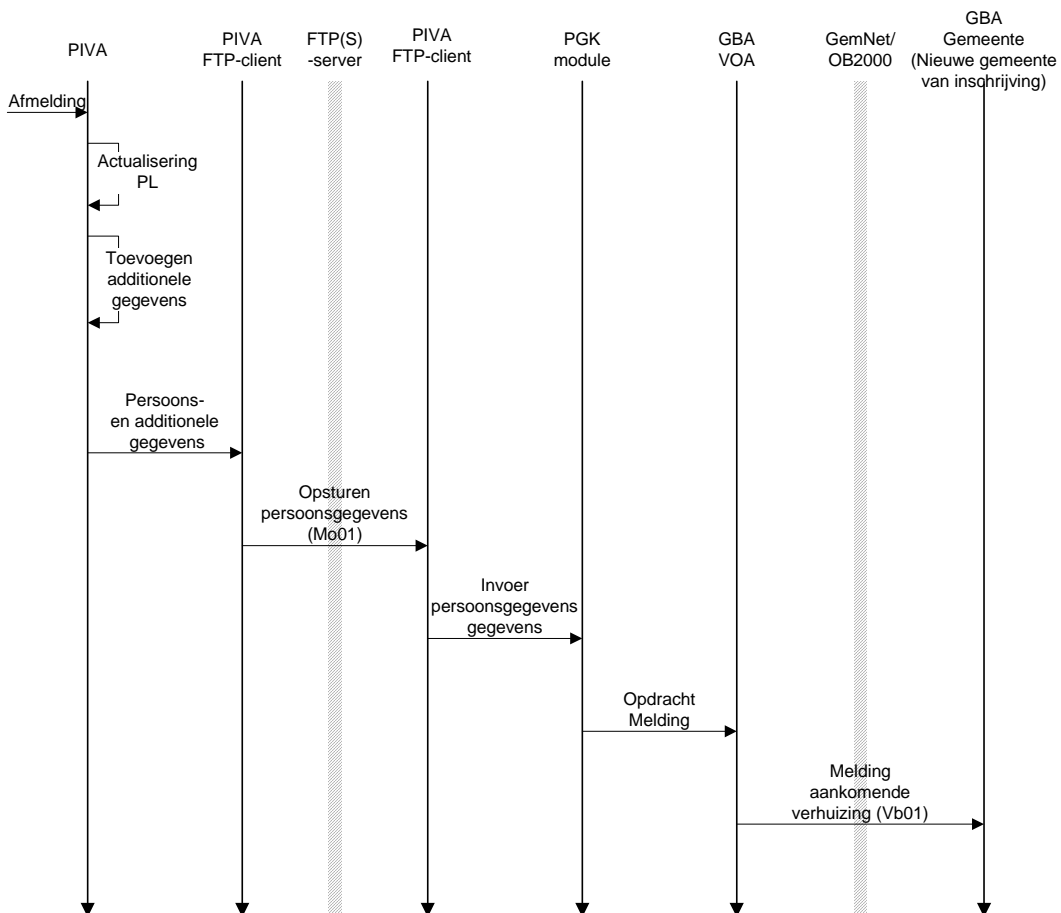 PIVA
PIVA
FTP-client
FTP(S)
-server
PIVA
FTP-client
PGK
module
GBA
VOA
GemNet/
OB2000
GBA
Gemeente
(Nieuwe gemeente
van inschrijving)
Afmelding
Actualisering
PL
Toevoegen
additionele
gegevens
Persoons-
en additionele
gegevens
Opsturen
persoonsgegevens
(Mo01)
Invoer
persoonsgegevens
gegevens
Opdracht
Melding
Melding
aankomende
verhuizing (Vb01)